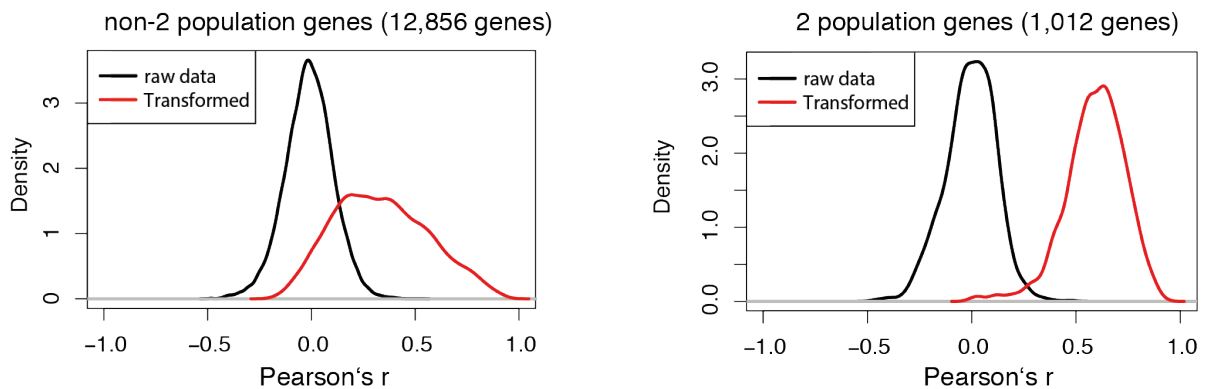 non-2 population genes (12,856 genes)
raw data
Transformed
Density
0
1
2
3
−1.0
−0.5
0.0
0.5
1.0
Pearson‘s r
2 population genes (1,012 genes)
raw data
Transformed
Density
0.0
1.0
2.0
3.0
−1.0
−0.5
0.0
0.5
1.0
Pearson‘s r